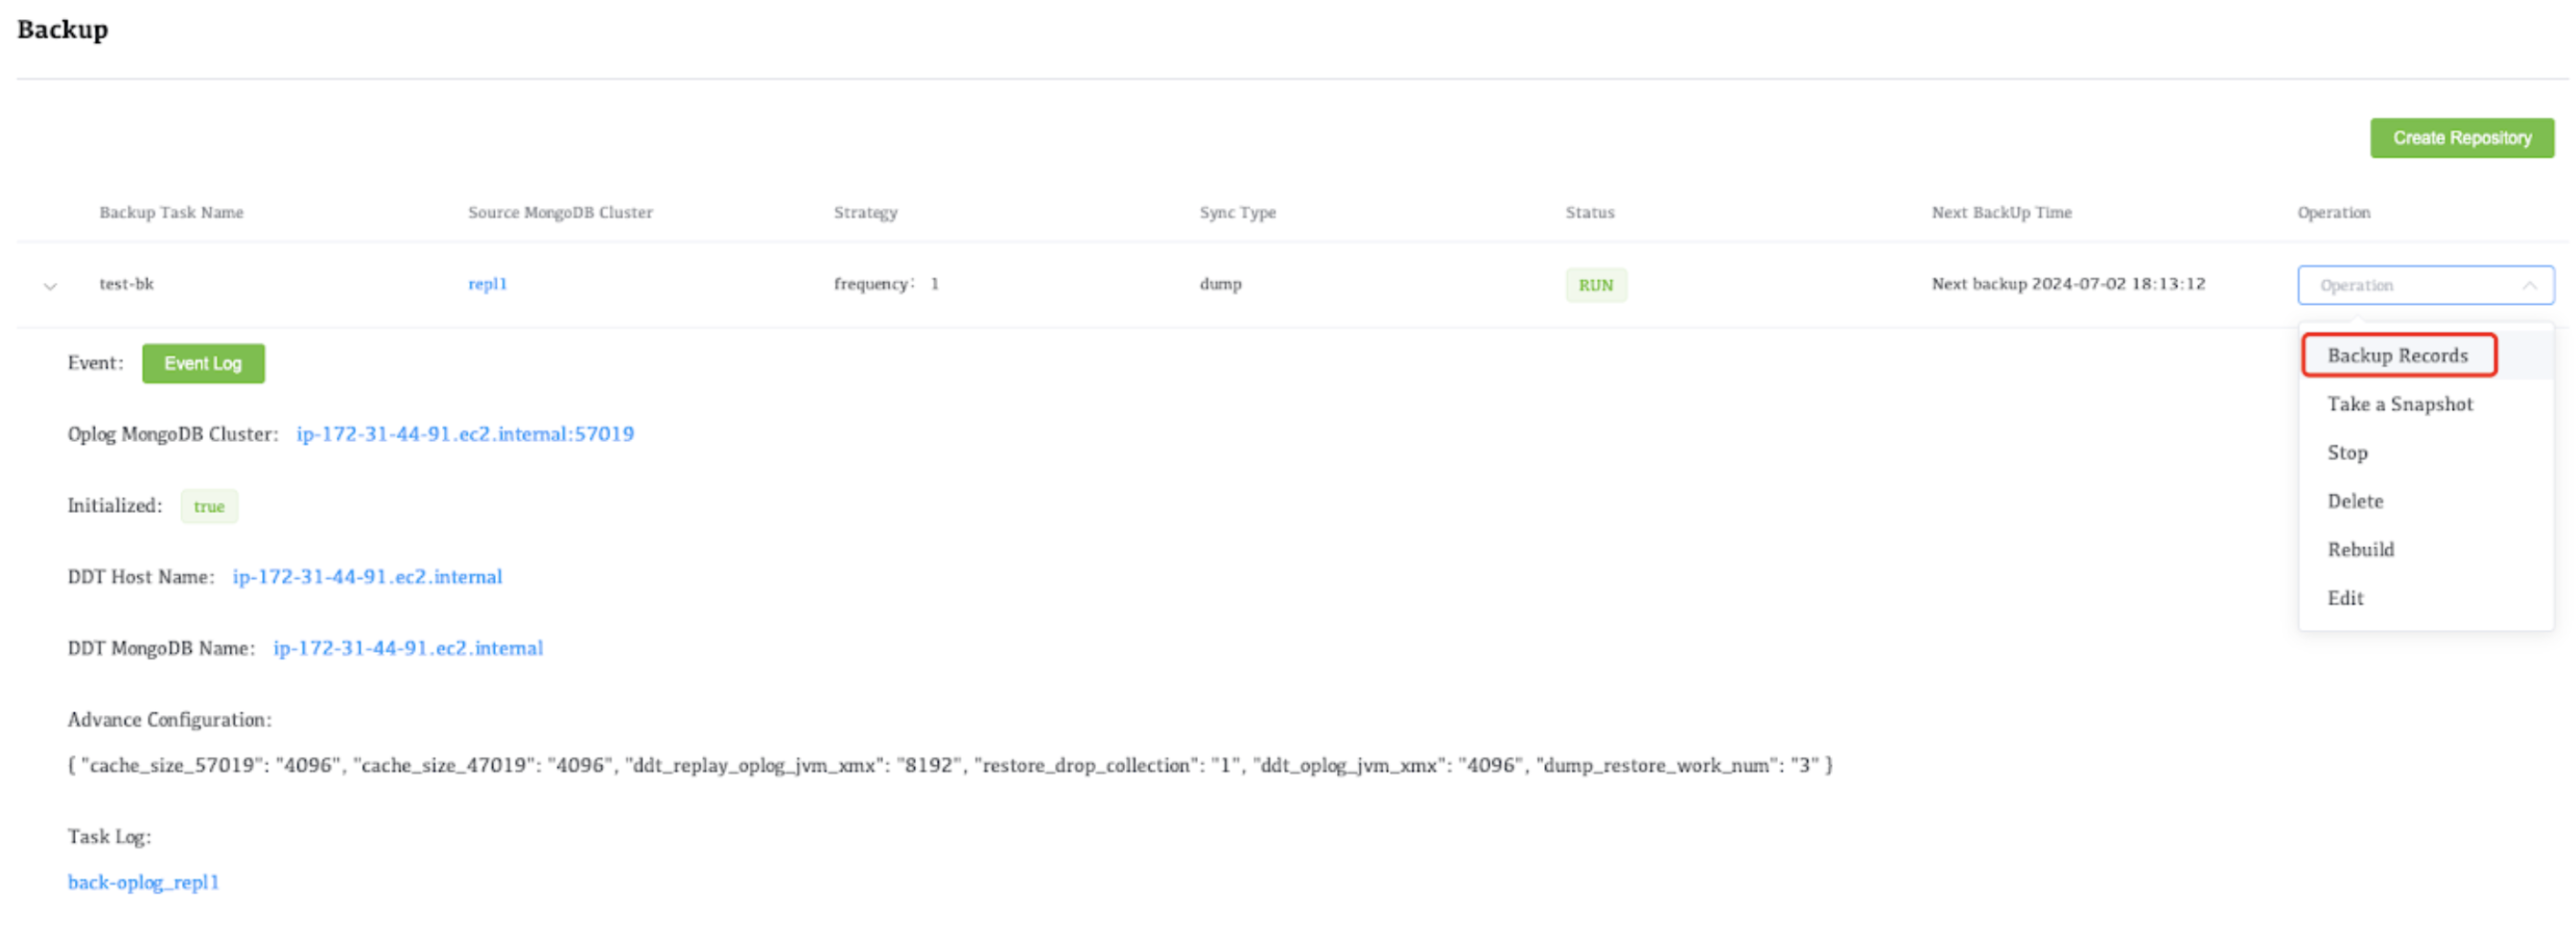 Backup
Create Repository
Backup Task Name Source MongoDB Cluster Strategy Sync Type Status Next BackUp Time Operation
test-bk repl1 frequency: 1 dump RUN Next backup 2024-07-02 18:13:12 Operation
Backup Records
Take a Snapshot
Stop
Delete
Rebuild
Edit
Event: Event Log
Oplog MongoDB Cluster: ip-172-31-44-91.ec2.internal:57019
Initialized: true
DDT Host Name: ip-172-31-44-91.ec2.internal
DDT MongoDB Name: ip-172-31-44-91.ec2.internal
Advance Configuration:
{ "cache_size_57019": "4096", "cache_size_47019": "4096", "ddt_replay_oplog_jvm_xmx": "8192", "restore_drop_collection": "1", "ddt_oplog_jvm_xmx": "4096", "dump_restore_work_num": "3" }
Task Log:
back-oplog_repl1